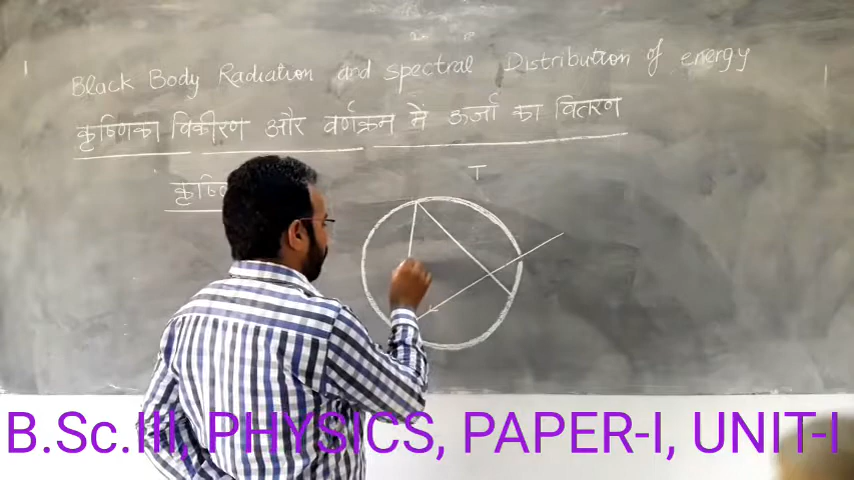 Black Body Radiation and spectral Distribution of energy
कृष्णिका विकीरण और वर्णक्रम में ऊर्जा का वितरण
T
B.Sc.III, PHYSICS, PAPER-I, UNIT-I